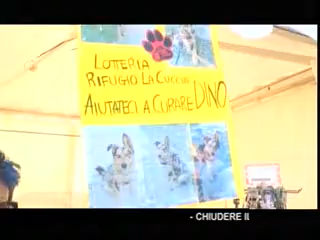 LOTTERIA
RIFUGIO LA CUCCIA
AIUTATECI A CURARE DINO
- CHIUDERE IL